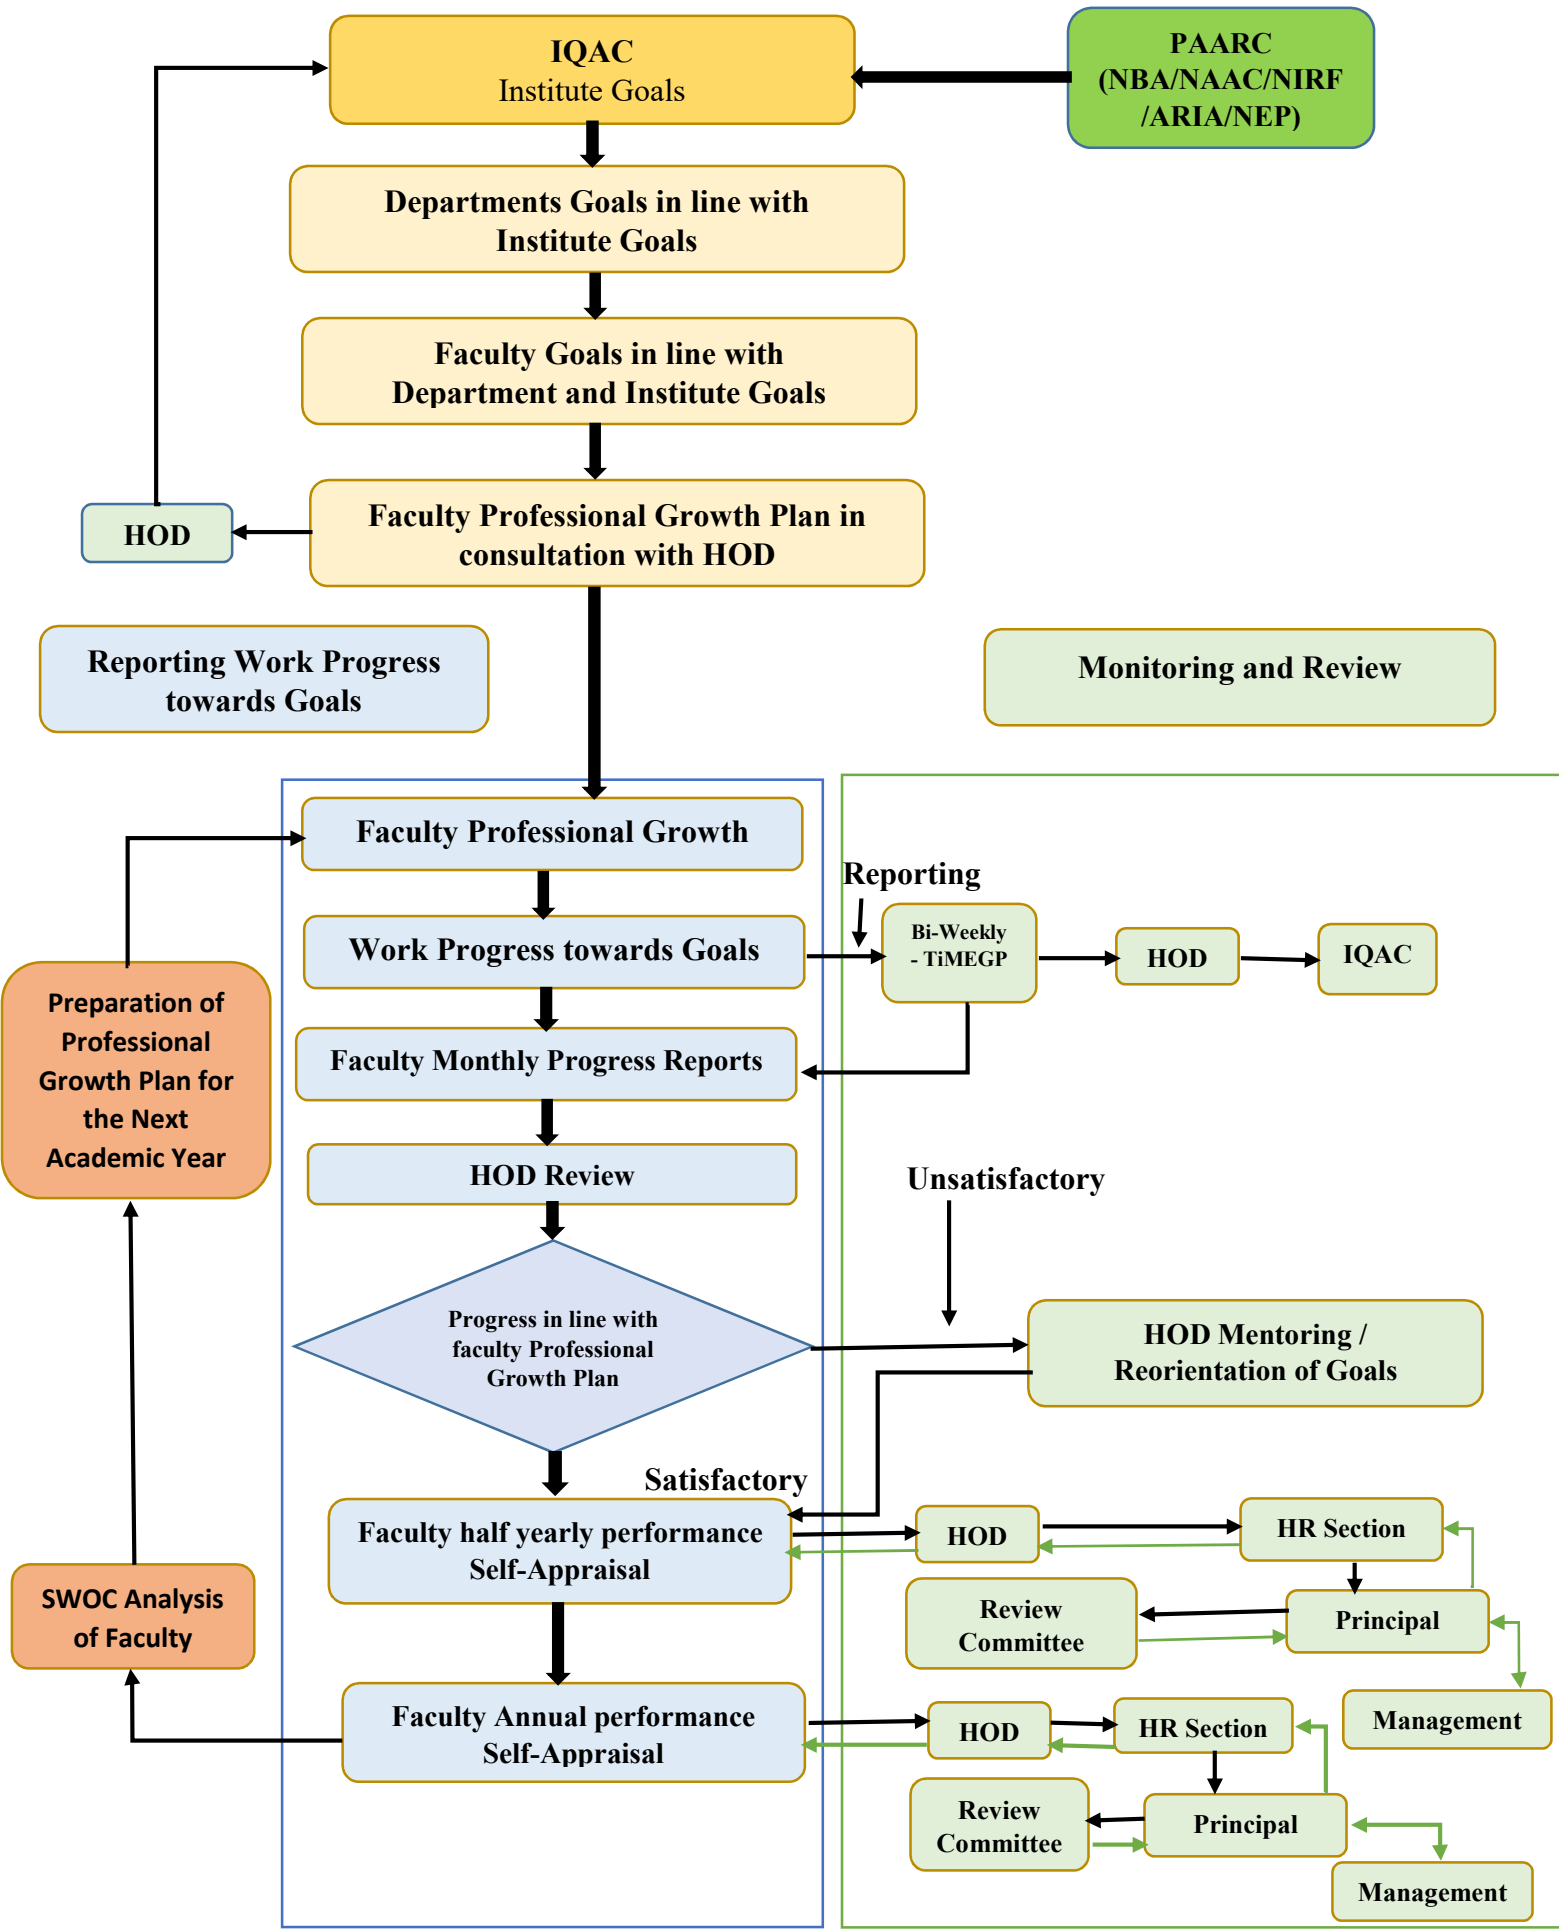 IQAC
Institute Goals
PAARC
(NBA/NAAC/NIRF
/ARIA/NEP)
Departments Goals in line with
Institute Goals
Faculty Goals in line with
Department and Institute Goals
Faculty Professional Growth Plan in
consultation with HOD
HOD
Reporting Work Progress
towards Goals
Monitoring and Review
Faculty Professional Growth
Reporting
Work Progress towards Goals
Bi-Weekly
- TiMEGP
HOD
IQAC
Preparation of
Professional
Growth Plan for
the Next
Academic Year
Faculty Monthly Progress Reports
HOD Review
Unsatisfactory
Progress in line with
faculty Professional
Growth Plan
HOD Mentoring /
Reorientation of Goals
Satisfactory
Faculty half yearly performance
Self-Appraisal
HOD
HR Section
SWOC Analysis
of Faculty
Review
Committee
Principal
Management
Faculty Annual performance
Self-Appraisal
HOD
HR Section
Review
Committee
Principal
Management